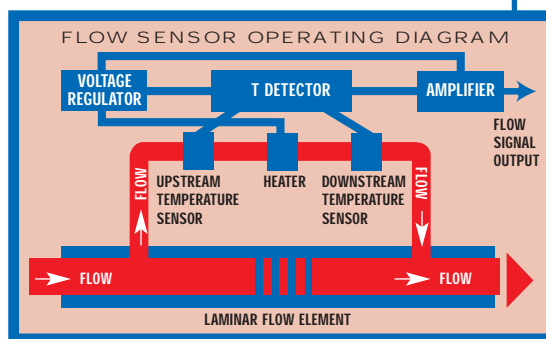 FLOW SENSOR OPERATING DIAGRAM
VOLTAGE
REGULATOR
T DETECTOR
AMPLIFIER
FLOW
SIGNAL
OUTPUT
UPSTREAM
TEMPERATURE
SENSOR
HEATER
DOWNSTREAM
TEMPERATURE
SENSOR
FLOW
FLOW
FLOW
FLOW
LAMINAR FLOW ELEMENT